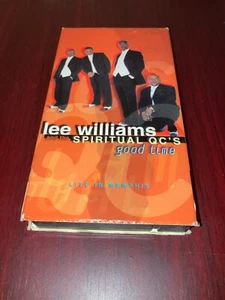 lee williams
and the SPIRITUAL QC'S
good time
LIVE IN MEMPHIS